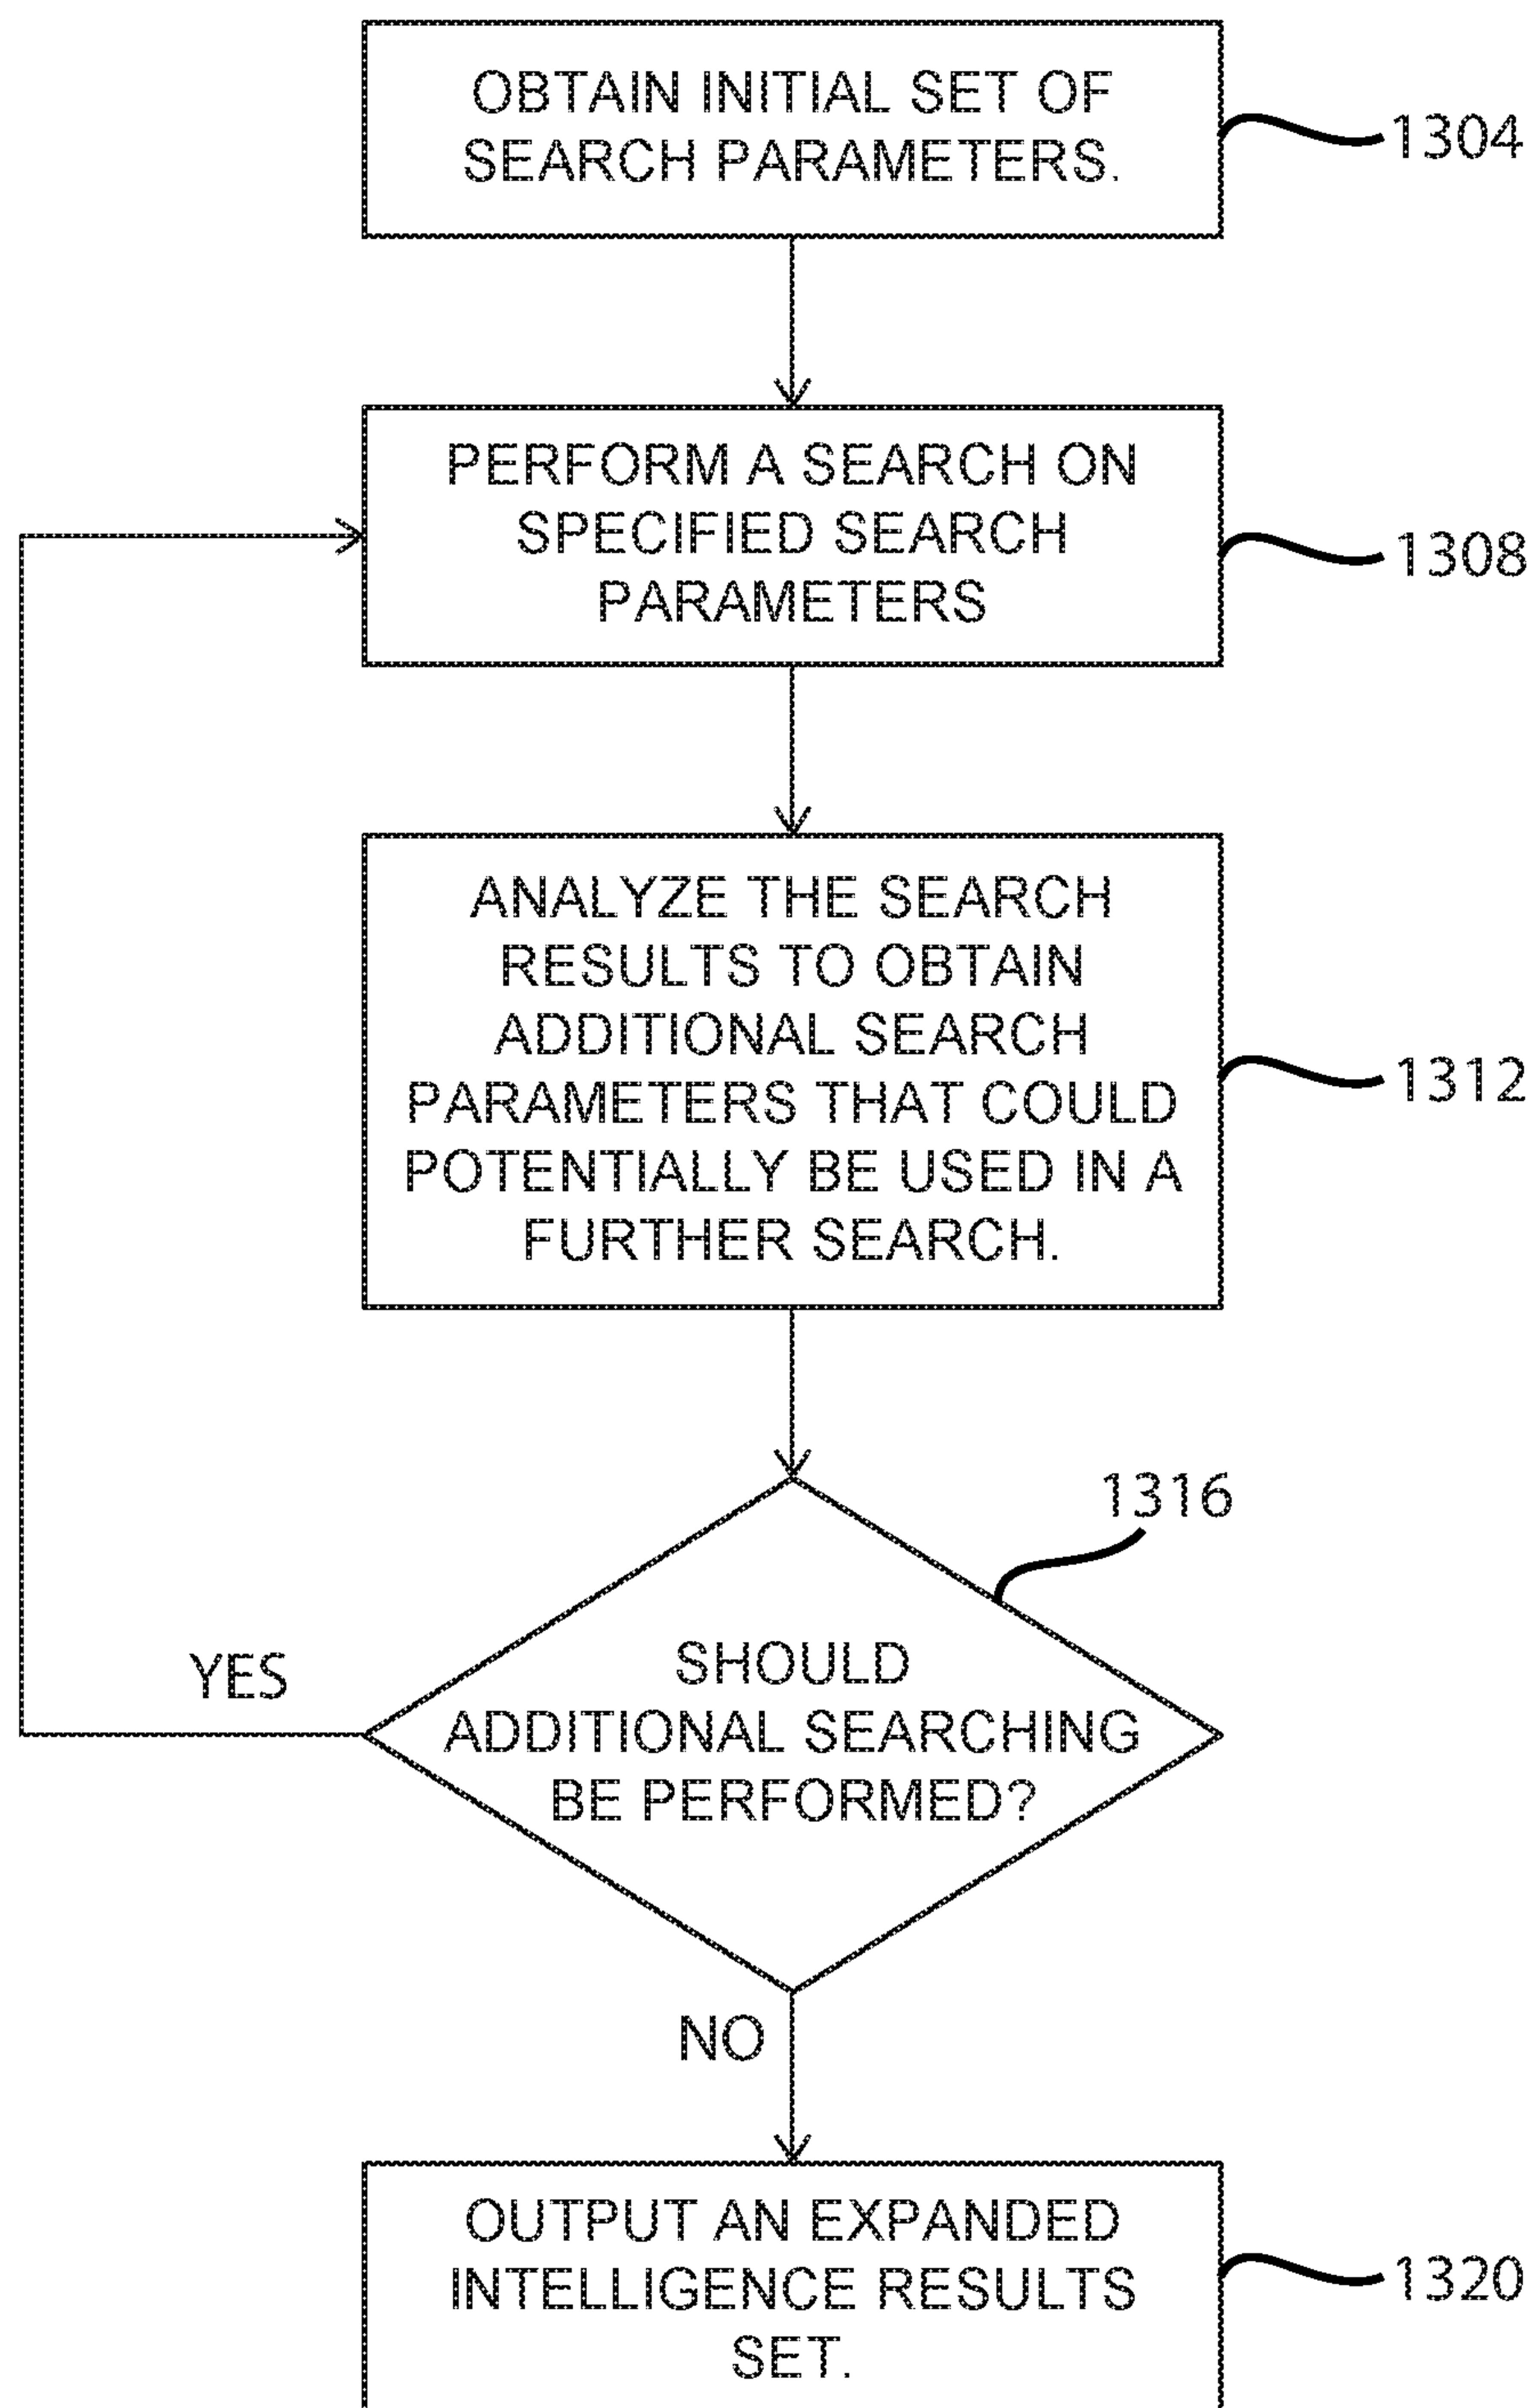 OBTAIN INITIAL SET OF
SEARCH PARAMETERS.
1304
PERFORM A SEARCH ON
SPECIFIED SEARCH
PARAMETERS
1308
ANALYZE THE SEARCH
RESULTS TO OBTAIN
ADDITIONAL SEARCH
PARAMETERS THAT COULD
POTENTIALLY BE USED IN A
FURTHER SEARCH.
1312
1316
SHOULD
ADDITIONAL SEARCHING
BE PERFORMED?
YES
NO
OUTPUT AN EXPANDED
INTELLIGENCE RESULTS
SET.
1320